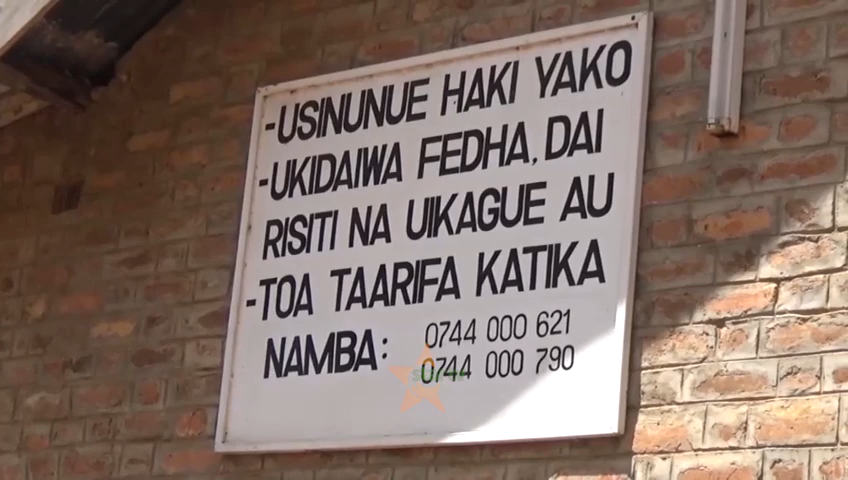 -USINUNUE HAKI YAKO
-UKIDAIWA FEDHA, DAI
RISITI NA UIKAGUE AU
-TOA TAARIFA KATIKA
NAMBA: 0744 000 621
0744 000 790